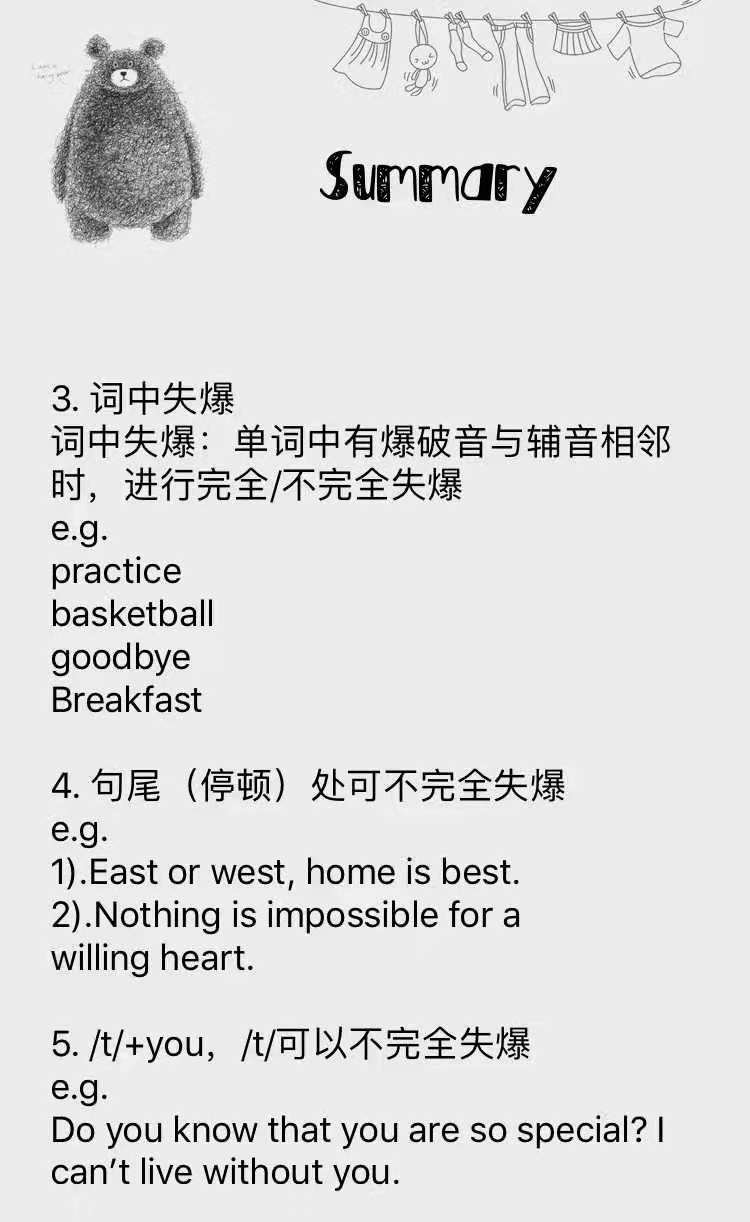 Summary
3. 词中失爆
词中失爆：单词中有爆破音与辅音相邻
时，进行完全/不完全失爆
e.g.
practice
basketball
goodbye
Breakfast
4. 句尾（停顿）处可不完全失爆
e.g.
1).East or west, home is best.
2).Nothing is impossible for a
willing heart.
5. /t/+you，/t/可以不完全失爆
e.g.
Do you know that you are so special? I
can’t live without you.